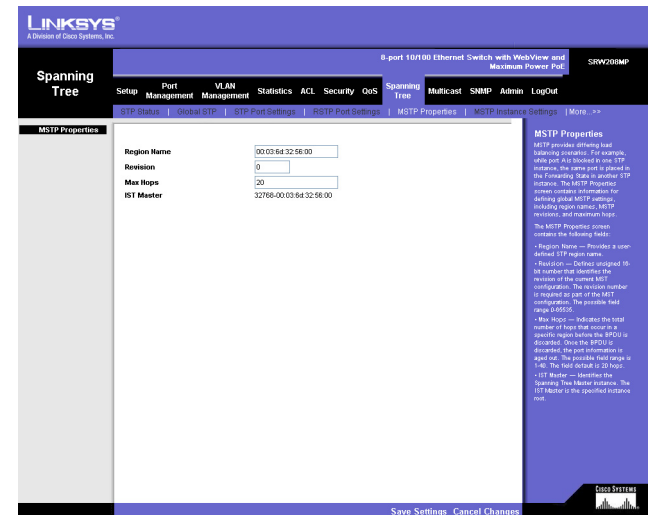 LINKSYS®
A Division of Cisco Systems, Inc.
8-port 10/100 Ethernet Switch with WebView and
Maximum Power PoE
SRW208MP
Spanning
Tree
Setup Port Management VLAN Management Statistics ACL Security QoS Spanning Tree Multicast SNMP Admin LogOut
STP Status | Global STP | STP Port Settings | RSTP Port Settings | MSTP Properties | MSTP Instance Settings | More...>>
MSTP Properties
Region Name 00:03:6d:32:56:00
Revision 0
Max Hops 20
IST Master 32768-00:03:6d:32:56:00
MSTP Properties
MSTP provides differing load
balancing scenarios. For example,
while port A is blocked in one STP
instance, the same port is placed in
the Forwarding State in another STP
instance. The MSTP Properties
screen contains information for
defining global MSTP settings,
including region names, MSTP
revisions, and maximum hops.
The MSTP Properties screen
contains the following fields:
• Region Name — Provides a user-
defined STP region name.
• Revision — Defines unsigned 16-
bit number that identifies the
revision of the current MST
configuration. The revision number
is required as part of the MST
configuration. The possible field
range 0-65535.
• Max Hops — Indicates the total
number of hops that occur in a
specific region before the BPDU is
discarded. Once the BPDU is
discarded, the port information is
aged out. The possible field range is
1-40. The field default is 20 hops.
• IST Master — Identifies the
Spanning Tree Master instance. The
IST Master is the specified instance
root.
CISCO SYSTEMS
Save Settings Cancel Changes